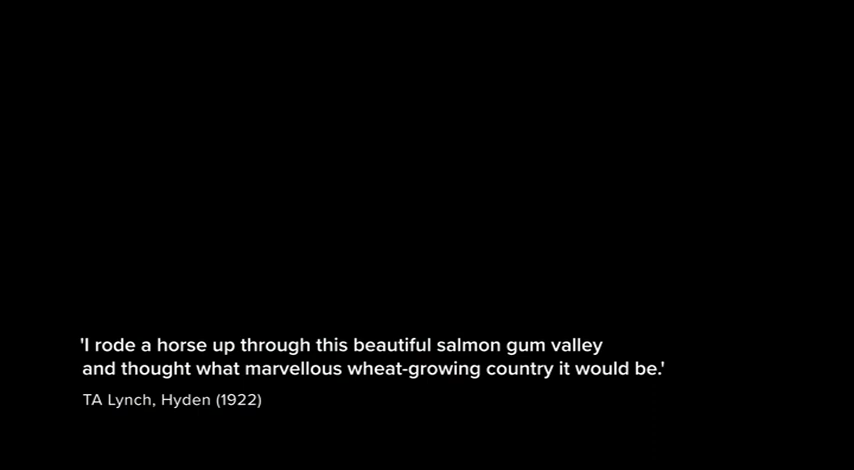 'I rode a horse up through this beautiful salmon gum valley
and thought what marvellous wheat-growing country it would be.'
TA Lynch, Hyden (1922)